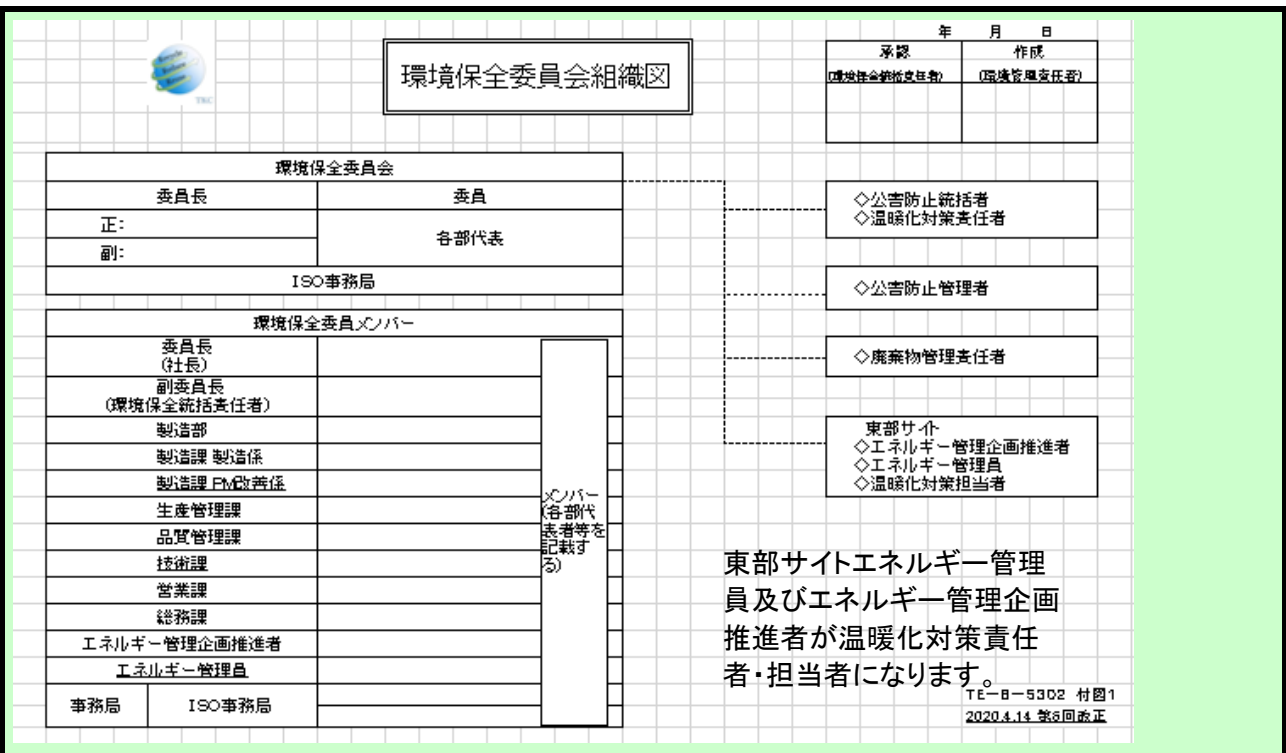 年 月 日
環境保全委員会組織図
承認
作成
(環境保全統括責任者)
(環境管理責任者)
TKC
環境保全委員会
委員長
委員
正:
副:
各部代表
ISO事務局
◇公害防止統括者
◇温暖化対策責任者
◇公害防止管理者
◇廃棄物管理責任者
東部サイト
◇エネルギー管理企画推進者
◇エネルギー管理員
◇温暖化対策担当者
環境保全委員メンバー
委員長
(社長)
副委員長
(環境保全統括責任者)
製造部
製造課 製造係
製造課 PM改善係
生産管理課
品質管理課
技術課
営業課
総務課
エネルギー管理企画推進者
エネルギー管理員
事務局
ISO事務局
メンバー
(各部代
表者等を
記載す
る)
東部サイトエネルギー管理
員及びエネルギー管理企画
推進者が温暖化対策責任
者・担当者になります。
TE-B-5302 付図1